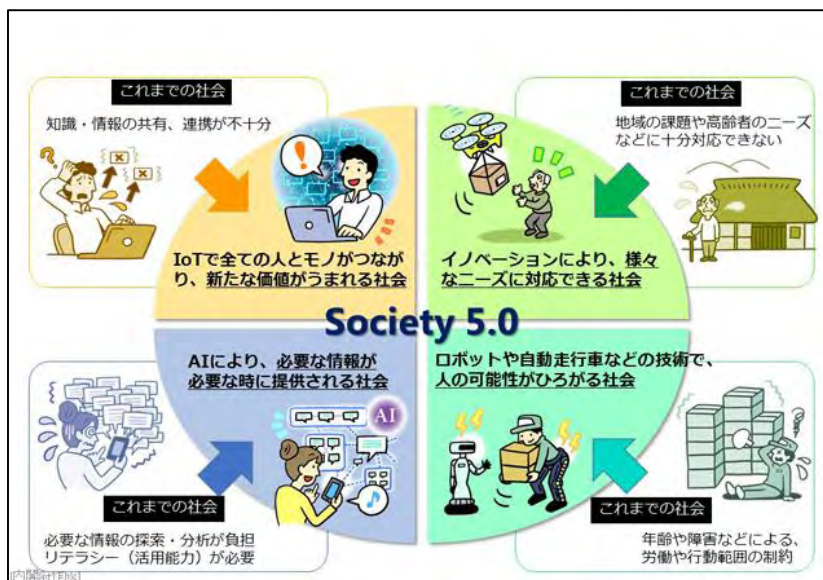 これまでの社会
知識・情報の共有、連携が不十分
IoTで全ての人とモノがつなが
り、新たな価値がうまれる社会
これまでの社会
地域の課題や高齢者のニーズ
などに十分対応できない
イノベーションにより、様々
なニーズに対応できる社会
Society 5.0
AIにより、必要な情報が
必要な時に提供される社会
AI
これまでの社会
必要な情報の探索・分析が負担
リテラシー(活用能力)が必要
ロボットや自動走行車などの技術で、
人の可能性がひろがる社会
これまでの社会
年齢や障害などによる、
労働や行動範囲の制約